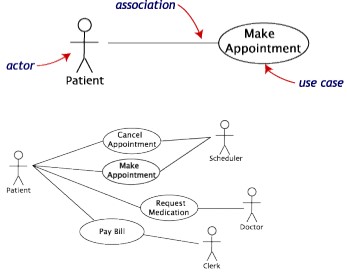 association
Make
Appointment
actor
Patient
use case
Cancel
Appointment
Make
Appointment
Scheduler
Patient
Request
Medication
Doctor
Pay Bill
Clerk